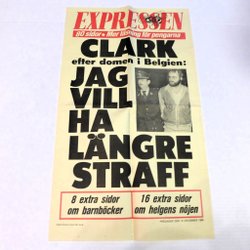 EXPRESSEN
80 sidor • Mer läsning för pengarna
CLARK
efter domen i Belgien:
JAG
VILL
HA
LÄNGRE
STRAFF
8 extra sidor
om barnböcker
16 extra sidor
om helgens nöjen